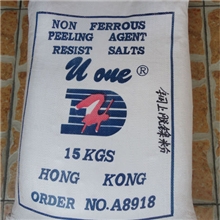 NON FERROUS
PEELING AGENT
RESIST SALTS
U one ®
15 KGS
HONG KONG
ORDER NO.A8918